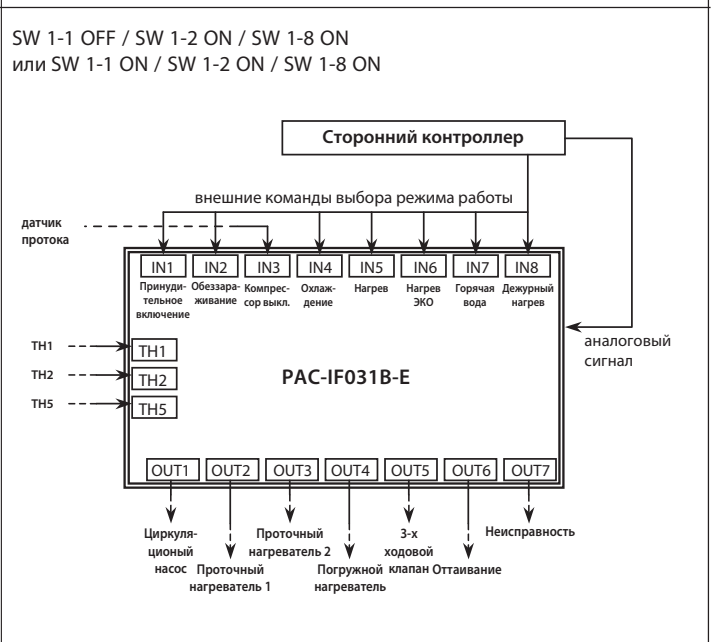 SW 1-1 OFF / SW 1-2 ON / SW 1-8 ON
или SW 1-1 ON / SW 1-2 ON / SW 1-8 ON
Сторонний контроллер
внешние команды выбора режима работы
датчик
протока
IN1 IN2 IN3 IN4 IN5 IN6 IN7 IN8
Принуди-
тельное
включение
Обеззара-
живание
Компрес-
сор выкл.
Охлаж-
дение
Нагрев
Нагрев
ЭКО
Горячая
вода
Дежурный
нагрев
аналоговый
сигнал
TH1 TH1
TH2 TH2
TH5 TH5
PAC-IF031B-E
OUT1 OUT2 OUT3 OUT4 OUT5 OUT6 OUT7
Циркуля-
ционый
насос
Проточный
нагреватель 1
Проточный
нагреватель 2
Погружной
нагреватель
3-х
ходовой
клапан
Оттаивание
Неисправность